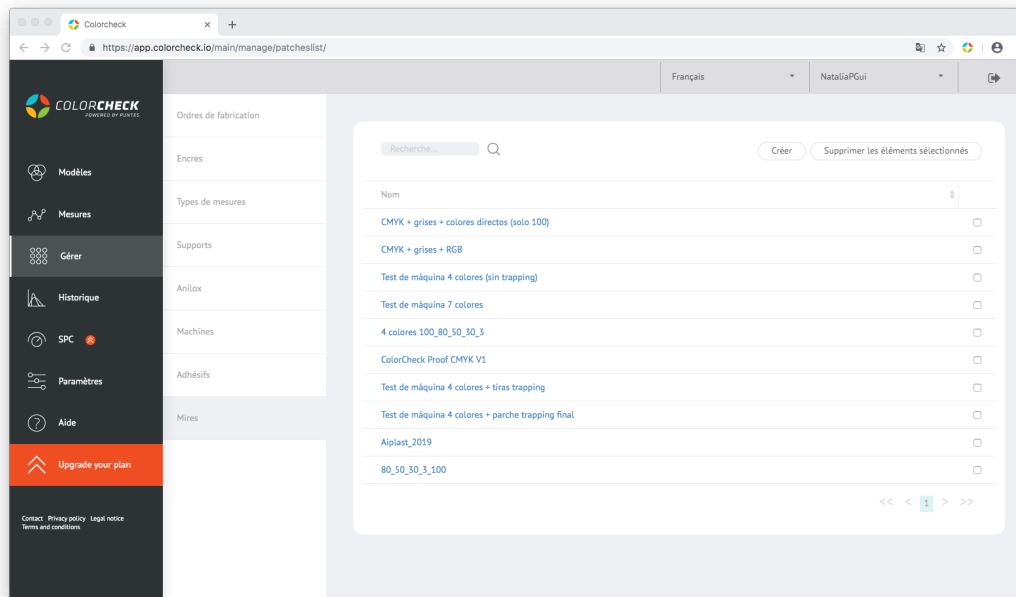 Colorcheck
https://app.colorcheck.io/main/manage/patcheslist/
Français
NataliaPGui
COLORCHECK
POWERED BY PUNTES
Modèles
Mesures
Gérer
Historique
SPC
Paramètres
Aide
Upgrade your plan
Contact Privacy policy Legal notice
Terms and conditions
Ordres de fabrication
Encres
Types de mesures
Supports
Anilox
Machines
Adhésifs
Mires
Recherche...
Créer
Supprimer les éléments sélectionnés
Nom
CMYK + grises + colores directos (solo 100)
CMYK + grises + RGB
Test de máquina 4 colores (sin trapping)
Test de máquina 7 colores
4 colores 100_80_50_30_3
ColorCheck Proof CMYK V1
Test de máquina 4 colores + tiras trapping
Test de máquina 4 colores + parche trapping final
Aiplast_2019
80_50_30_3_100
<< < 1 > >>